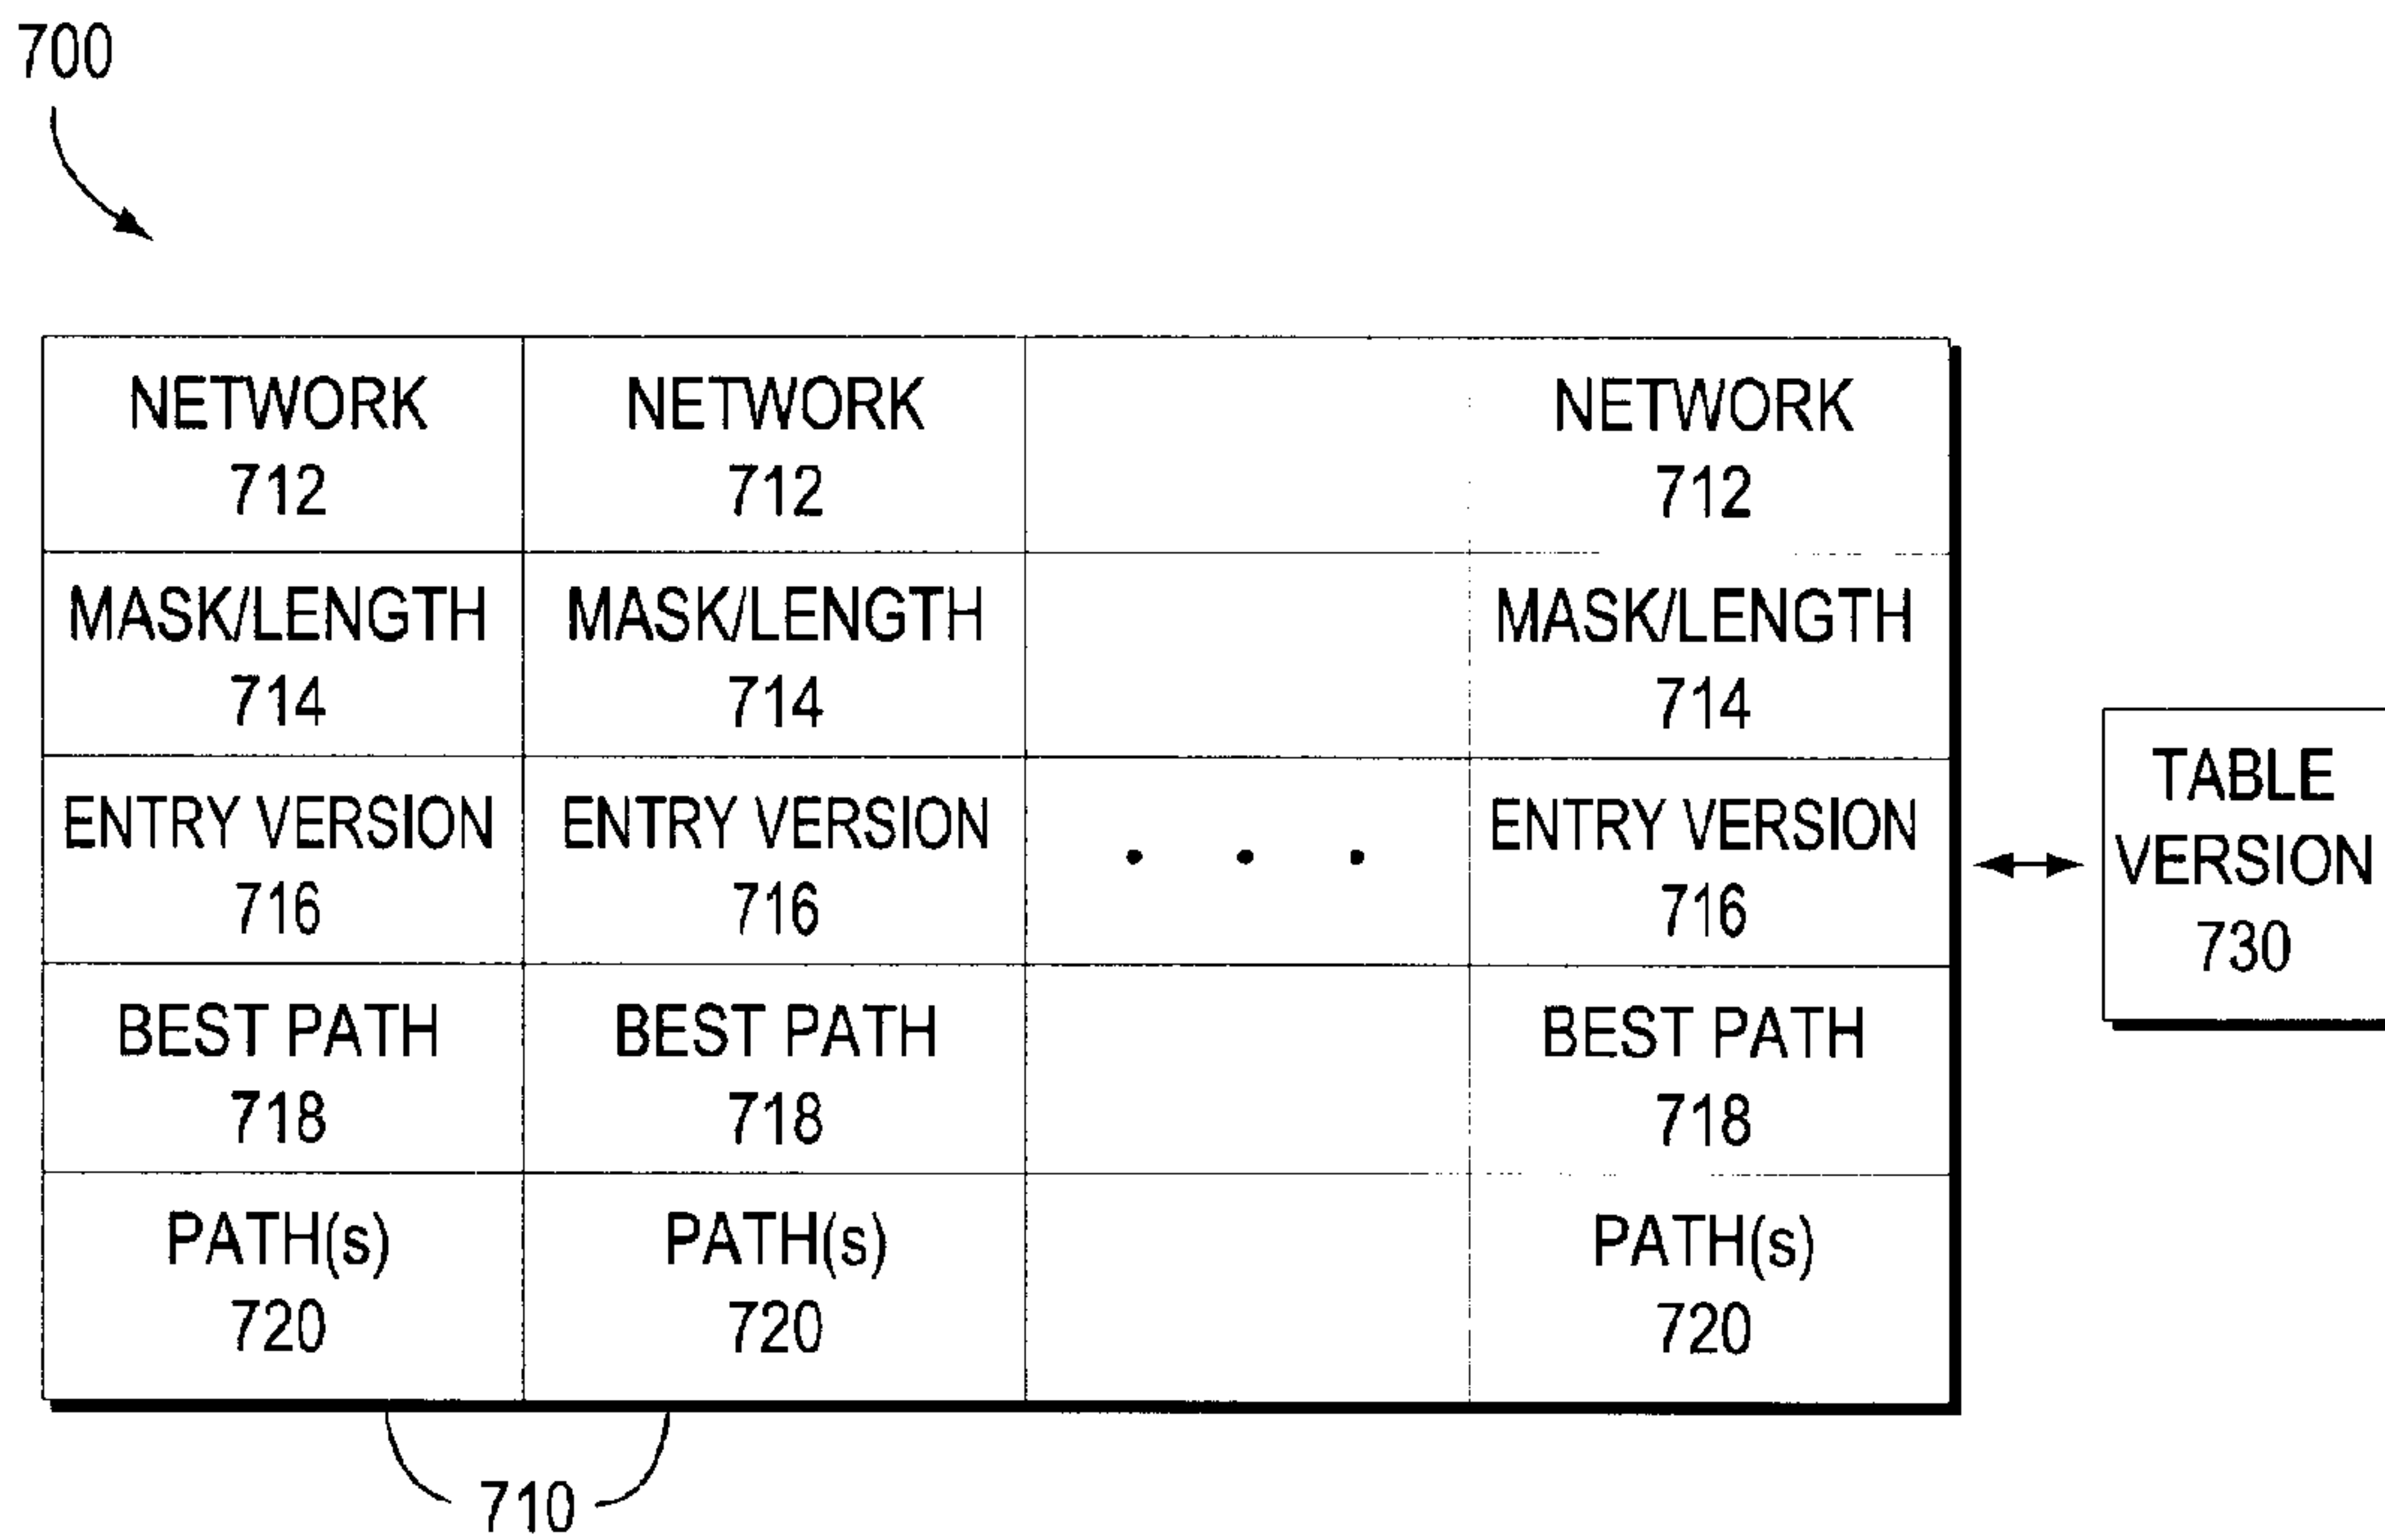 700
NETWORK NETWORK NETWORK
712 712 712
MASK/LENGTH MASK/LENGTH MASK/LENGTH
714 714 714
TABLE
ENTRY VERSION ENTRY VERSION ENTRY VERSION
VERSION
716 716 716
730
BEST PATH BEST PATH BEST PATH
718 718 718
PATH(s) PATH(s) PATH(s)
720 720 720
710